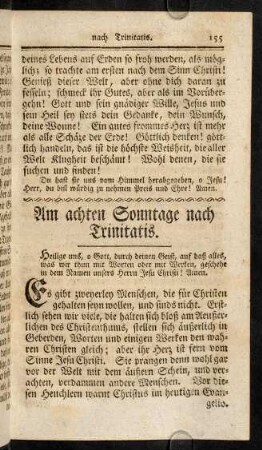 nach Trinitatis. 155
deines Lebens auf Erden so froh werden, als mög-
lich; so trachte am ersten nach dem Sinn Christi!
Genieß dieser Welt, aber ohne dich daran zu
fesseln; schmeck ihr Gutes, aber als im Vorüber-
gehn! Gott und sein gnädiger Wille, Jesus und
sein Heil sey stets dein Gedanke, dein Wunsch,
deine Wonne! Ein gutes frommes Herz ist mehr
als alle Schätze der Erde! Göttlich denken! gött-
lich handeln, das ist die höchste Weisheit, die aller
Welt Klugheit beschämt! Wohl denen, die sie
suchen und finden!
Du hast sie uns vom Himmel herabgegeben, o Jesu!
Herr, du bist würdig zu nehmen Preis und Ehre! Amen.
Am achten Sonntage nach
Trinitatis.
Heilige uns, o Gott, durch deinen Geist, auf daß alles,
was wir thun mit Worten oder mit Werken, geschehe
in dem Namen unsers Herrn Jesu Christi! Amen.
Es gibt zweyerley Menschen, die für Christen
gehalten seyn wollen, und sinds nicht. Erst-
lich sehen wir viele, die halten sich bloß am Aeußer-
lichen des Christenthums, stellen sich äußerlich in
Geberden, Worten und einigen Werken den wah-
ren Christen gleich; aber ihr Herz ist fern vom
Sinne Jesu Christi. Sie prangen denn wohl gar
vor der Welt mit dem äußern Schein, und ver-
achten, verdammen andere Menschen. Vor die-
sen Heuchlern warnt Christus im heutigen Evan-
gelio.